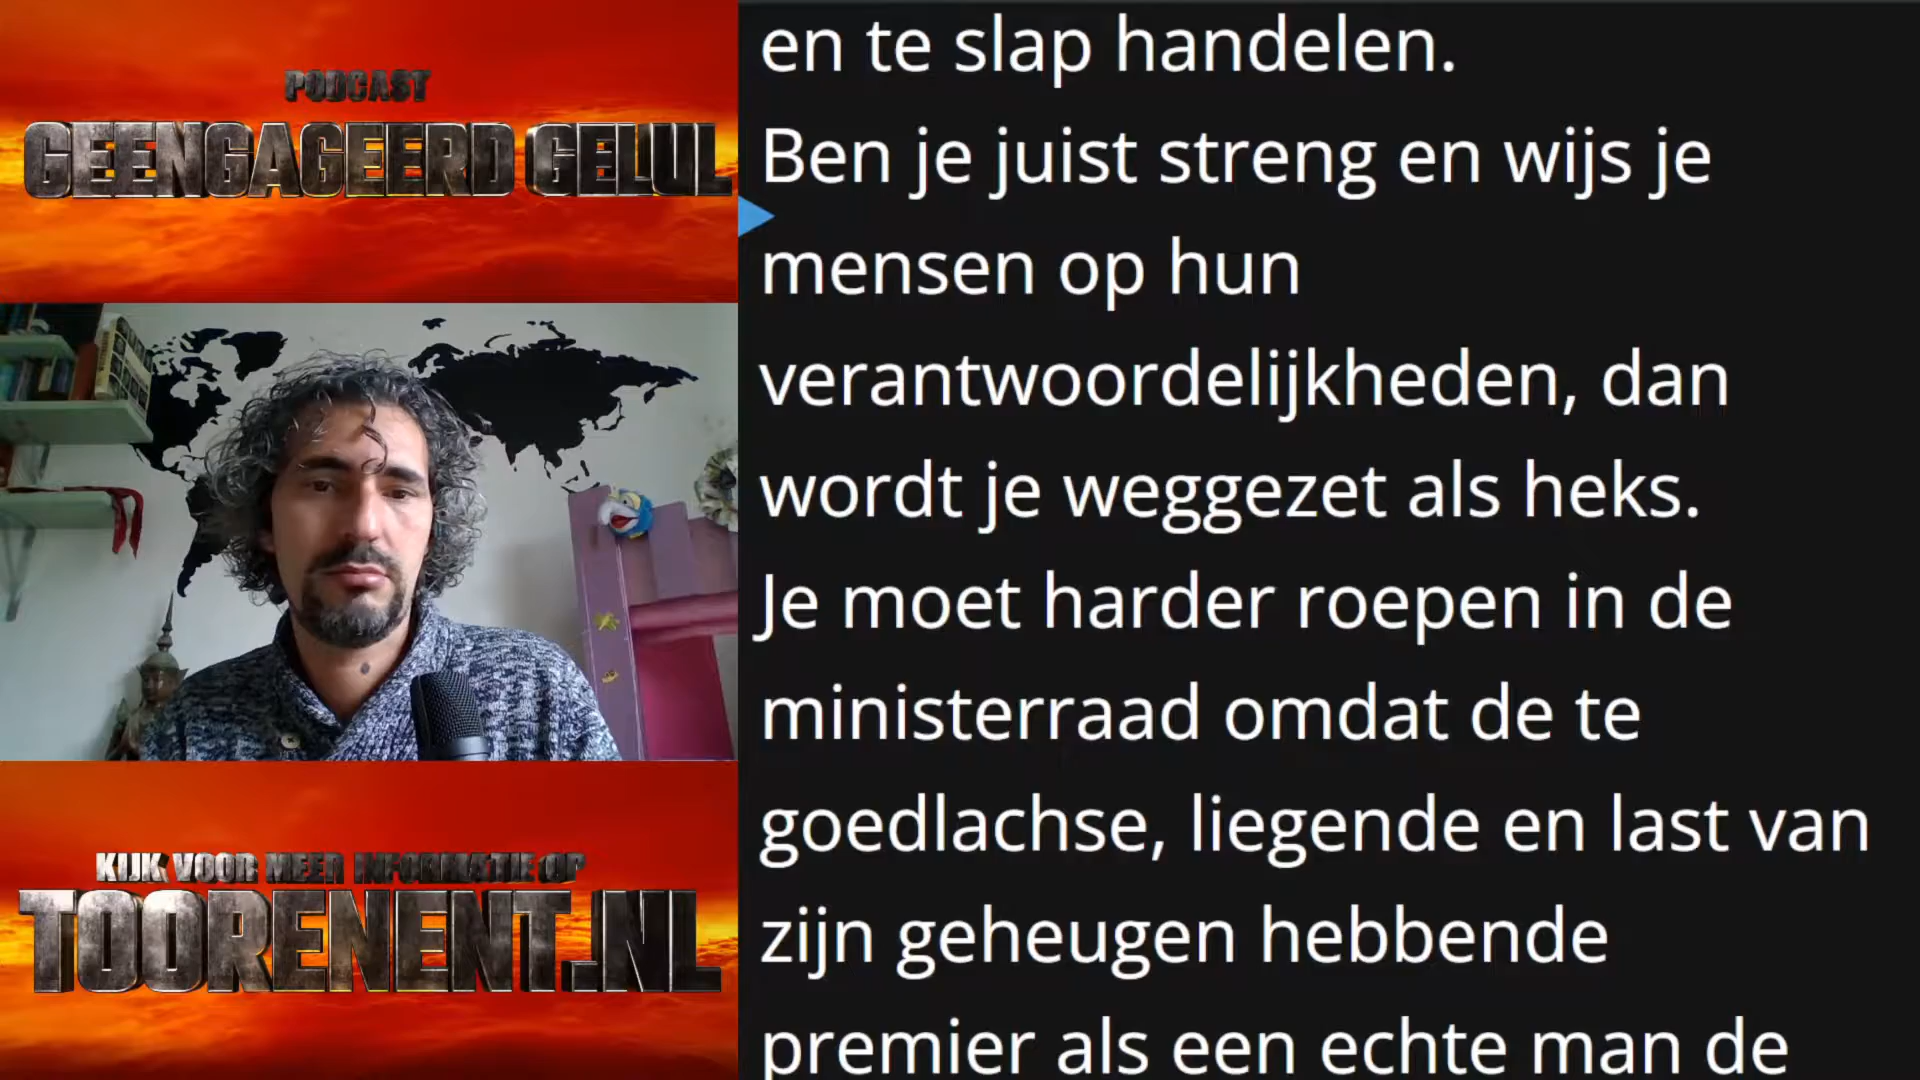 PODCAST
GEËNGAGEERD GELUL
KIJK VOOR MEER INFORMATIE OP
TOORENENT.NL
en te slap handelen.
Ben je juist streng en wijs je
mensen op hun
verantwoordelijkheden, dan
wordt je weggezet als heks.
Je moet harder roepen in de
ministerraad omdat de te
goedlachse, liegende en last van
zijn geheugen hebbende
premier als een echte man de